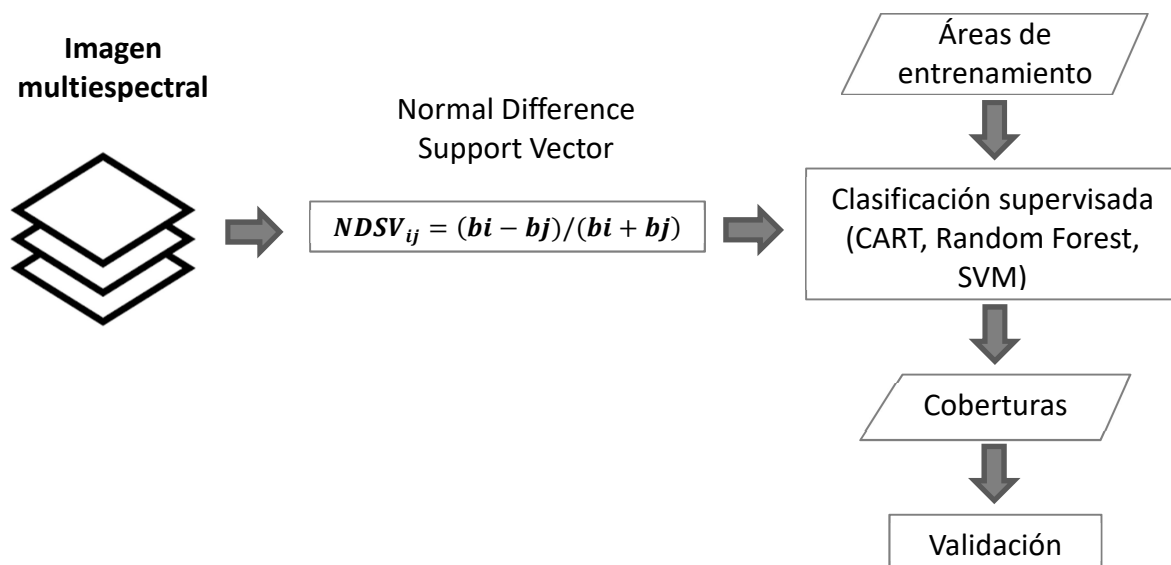 Imagen
multiespectral
Normal Difference
Support Vector
NDSVij = (bi − bj)/(bi + bj)
Áreas de
entrenamiento
Clasificación supervisada
(CART, Random Forest,
SVM)
Coberturas
Validación